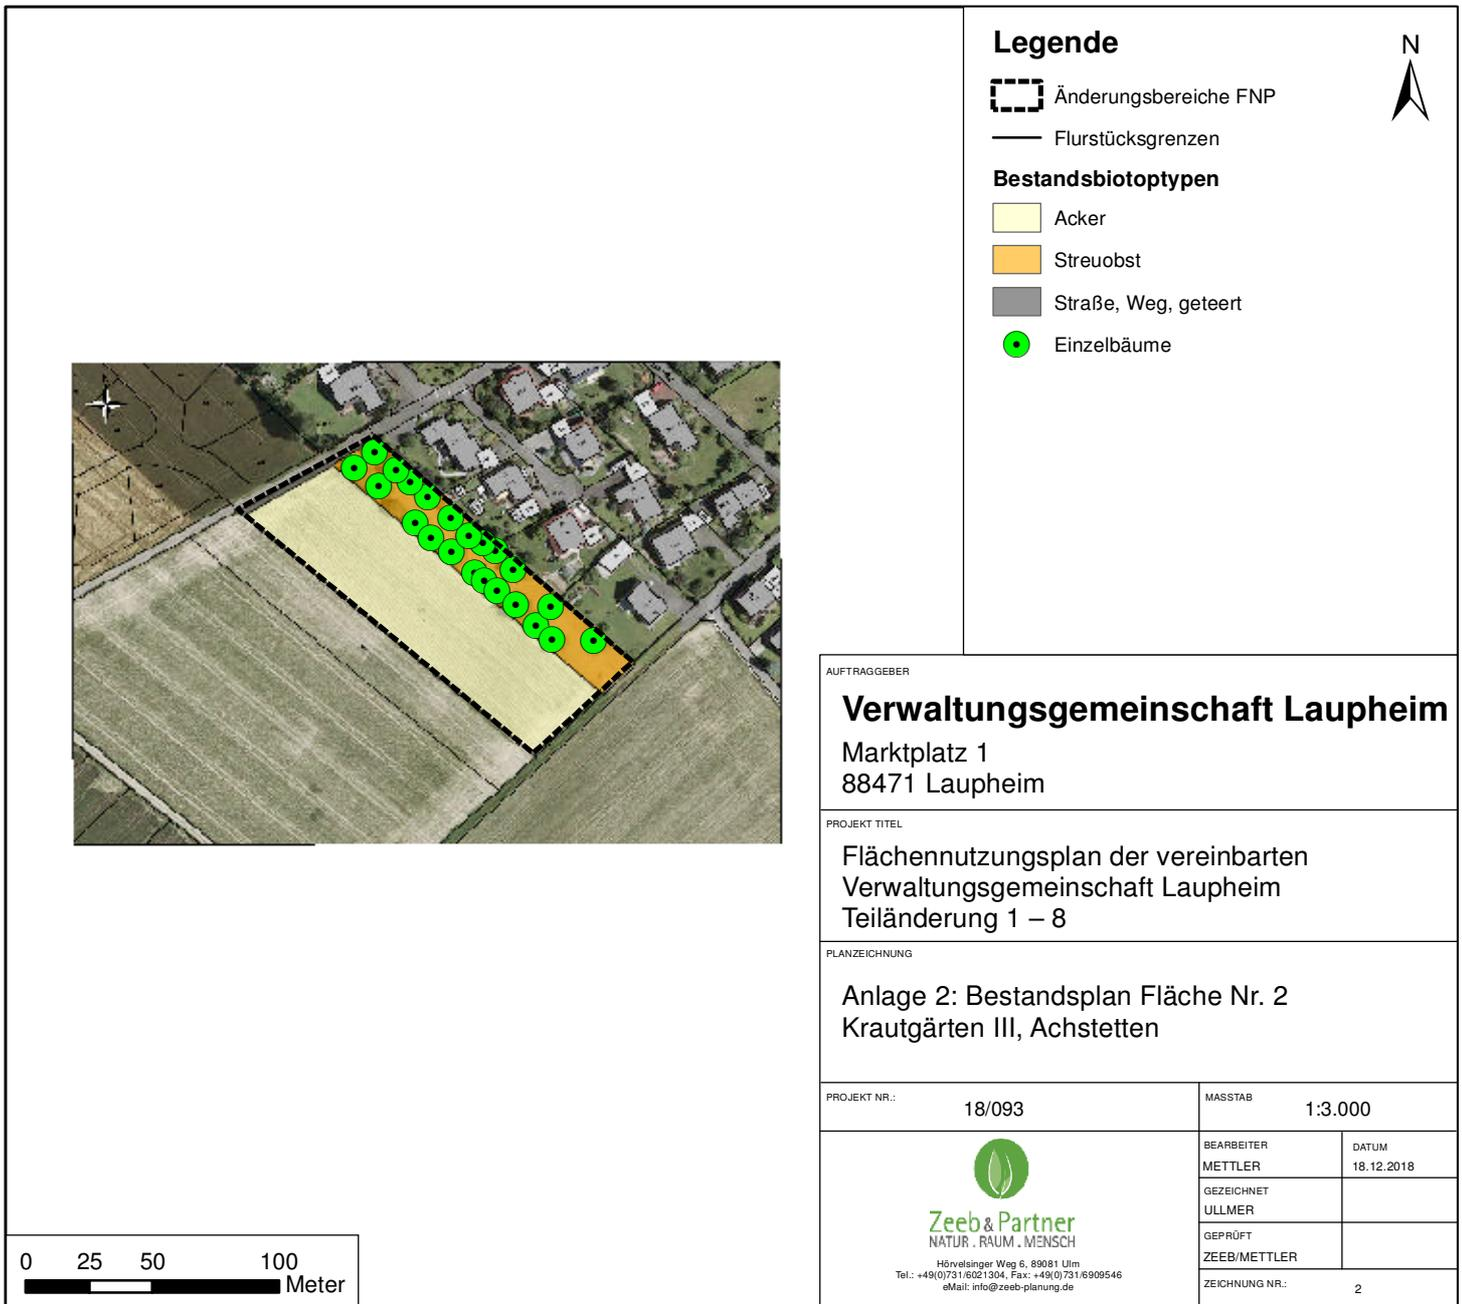 Legende
N
Änderungsbereiche FNP
Flurstücksgrenzen
Bestandsbiotoptypen
Acker
Streuobst
Straße, Weg, geteert
Einzelbäume
AUFTRAGGEBER
Verwaltungsgemeinschaft Laupheim
Marktplatz 1
88471 Laupheim
PROJEKT TITEL
Flächennutzungsplan der vereinbarten
Verwaltungsgemeinschaft Laupheim
Teiländerung 1 – 8
PLANZEICHNUNG
Anlage 2: Bestandsplan Fläche Nr. 2
Krautgärten III, Achstetten
PROJEKT NR.:
18/093
MASSTAB
1:3.000
Zeeb & Partner
NATUR . RAUM . MENSCH
Hörvelsinger Weg 6, 89081 Ulm
Tel.: +49(0)731/6021304, Fax: +49(0)731/6909546
eMail: info@zeeb-planung.de
BEARBEITER
METTLER
DATUM
18.12.2018
GEZEICHNET
ULLMER
GEPRÜFT
ZEEB/METTLER
ZEICHNUNG NR.:
2
0 25 50 100
Meter